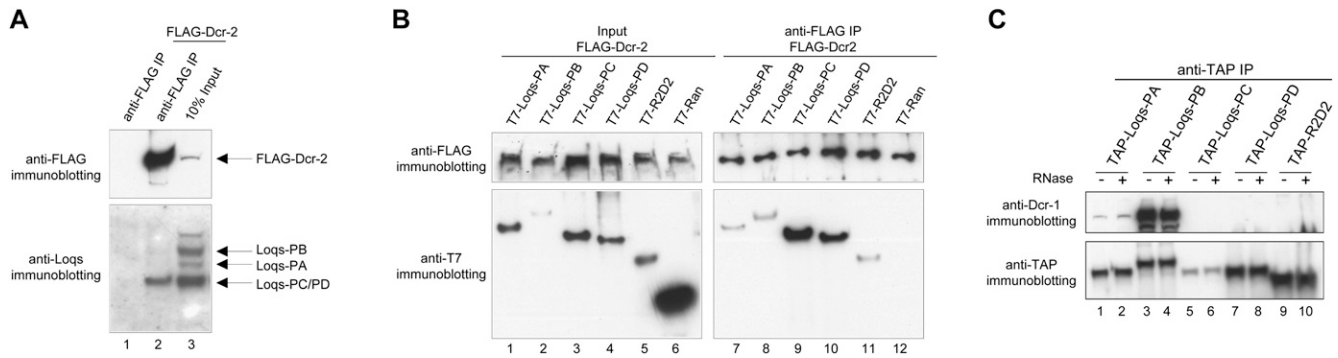 A
FLAG-Dcr-2
anti-FLAG IP
anti-FLAG IP
10% Input
anti-FLAG
immunoblotting
FLAG-Dcr-2
anti-Loqs
immunoblotting
Loqs-PB
Loqs-PA
Loqs-PC/PD
1 2 3
B
Input
FLAG-Dcr-2
anti-FLAG IP
FLAG-Dcr2
T7-Loqs-PA
T7-Loqs-PB
T7-Loqs-PC
T7-Loqs-PD
T7-R2D2
T7-Ran
T7-Loqs-PA
T7-Loqs-PB
T7-Loqs-PC
T7-Loqs-PD
T7-R2D2
T7-Ran
anti-FLAG
immunoblotting
anti-T7
immunoblotting
1 2 3 4 5 6 7 8 9 10 11 12
C
anti-TAP IP
TAP-Loqs-PA
TAP-Loqs-PB
TAP-Loqs-PC
TAP-Loqs-PD
TAP-R2D2
RNase - + - + - + - + - +
anti-Dcr-1
immunoblotting
anti-TAP
immunoblotting
1 2 3 4 5 6 7 8 9 10